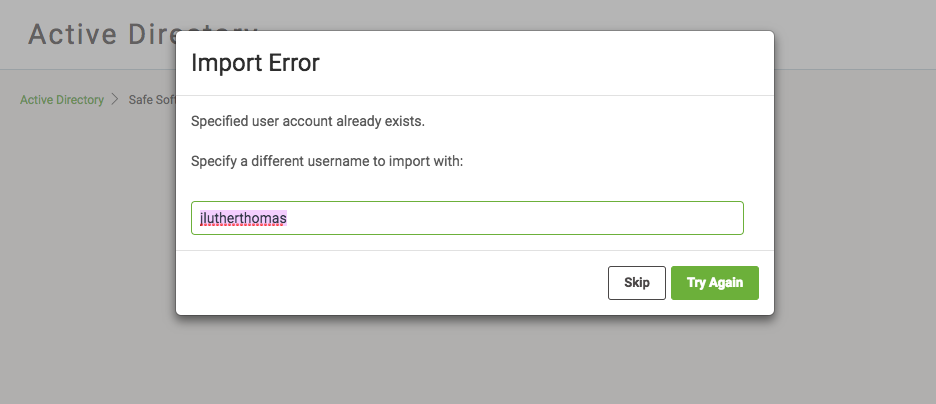 Active Dire
Import Error
Active Directory > Safe Sof
Specified user account already exists.
Specify a different username to import with:
jlutherthomas
Skip
Try Again